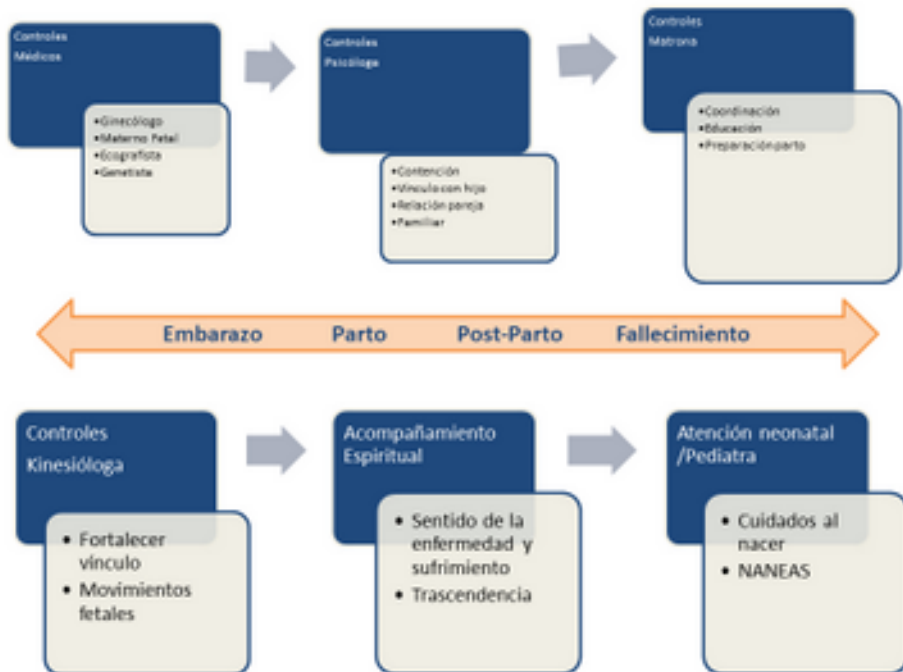 Controles
Médicos
•Ginecólogo
•Materno Fetal
•Ecografista
•Genetista
Controles
Psicóloga
•Contención
•Vínculo con hijo
•Relación pareja
•Familiar
Controles
Matrona
•Coordinación
•Educación
•Preparación parto
Embarazo Parto Post-Parto Fallecimiento
Controles
Kinesióloga
• Fortalecer
vínculo
• Movimientos
fetales
Acompañamiento
Espiritual
• Sentido de la
enfermedad y
sufrimiento
• Trascendencia
Atención neonatal
/Pediatra
• Cuidados al
nacer
• NANEAS